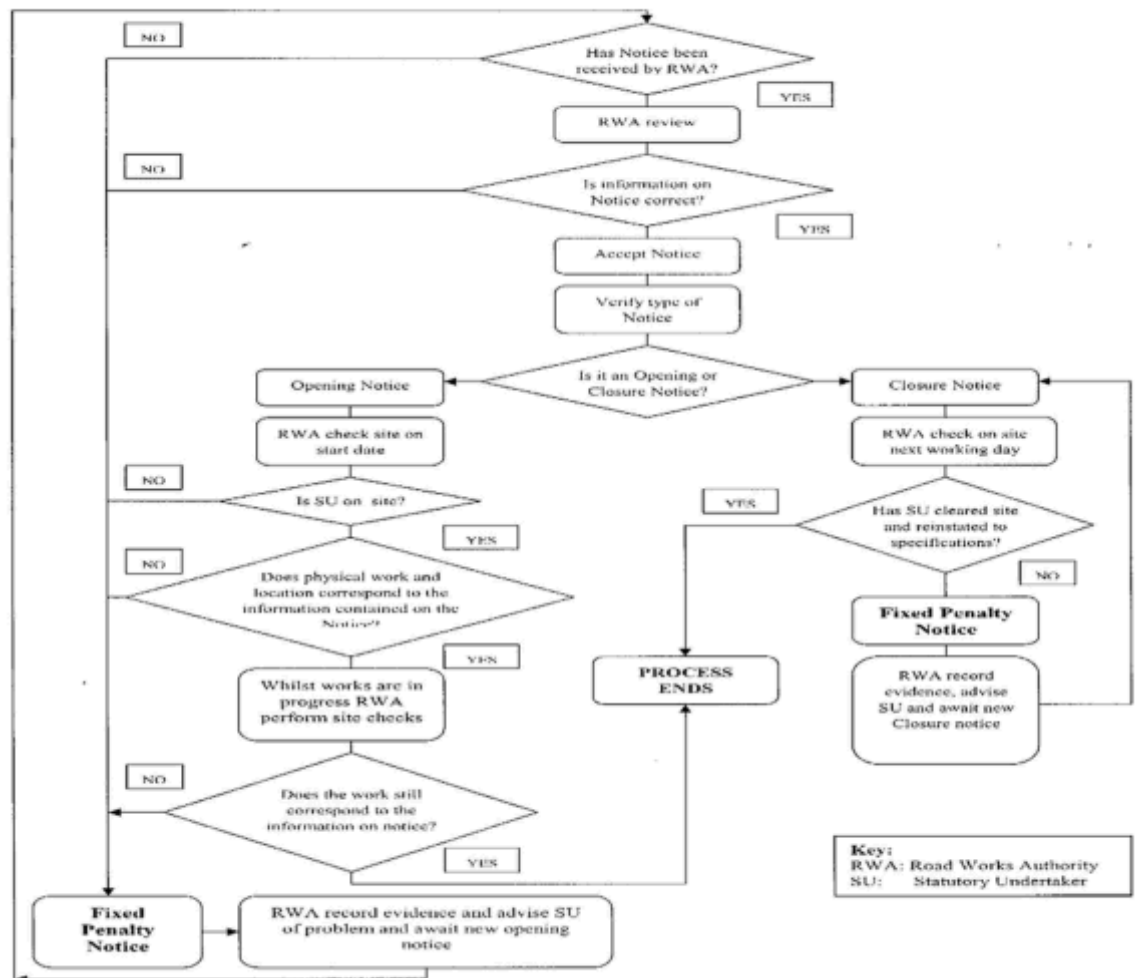 NO
Has Notice been
received by RWA?
YES
RWA review
NO
Is information on
Notice correct?
YES
Accept Notice
Verify type of
Notice
Is it an Opening or
Closure Notice?
Opening Notice
Closure Notice
RWA check site on
start date
RWA check on site
next working day
NO
Is SU on site?
YES
YES
Has SU cleared site
and reinstated to
specifications?
NO
NO
Does physical work and
location correspond to the
information contained on the
Notice?
YES
Fixed Penalty
Notice
PROCESS
ENDS
Whilst works are in
progress RWA
perform site checks
RWA record
evidence, advise
SU and await new
Closure notice
NO
Does the work still
correspond to the
information on notice?
YES
Key:
RWA: Road Works Authority
SU: Statutory Undertaker
Fixed
Penalty
Notice
RWA record evidence and advise SU
of problem and await new opening
notice